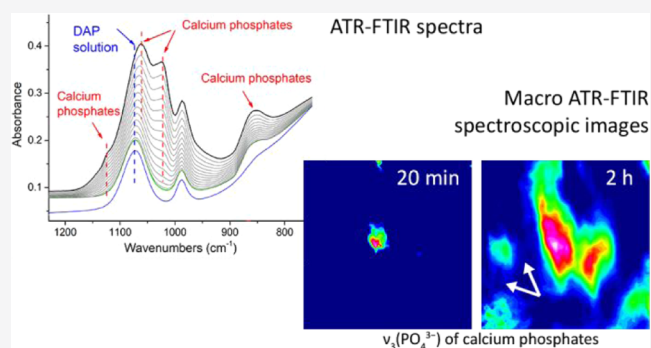 ATR-FTIR spectra
DAP
solution
Calcium phosphates
Calcium phosphates
Calcium
phosphates
0.4
0.3
0.2
0.1
Absorbance
1200
1100
1000
900
800
Wavenumbers (cm⁻¹)
Macro ATR-FTIR
spectroscopic images
20 min
2 h
ν₃(PO₄³⁻) of calcium phosphates